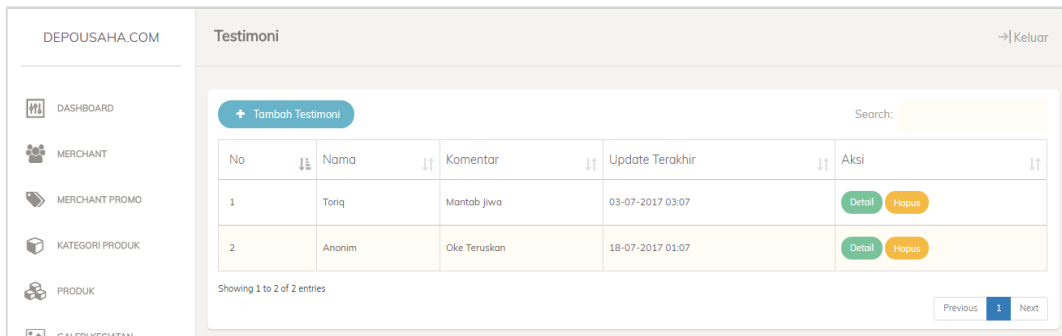 DEPOUSAHA.COM
Testimoni
Keluar
DASHBOARD
MERCHANT
MERCHANT PROMO
KATEGORI PRODUK
PRODUK
GALERI KEGIATAN
+ Tambah Testimoni
Search:
No Nama Komentar Update Terakhir Aksi
1 Toriq Mantab Jiwa 03-07-2017 03:07 Detail Hapus
2 Anonim Oke Teruskan 18-07-2017 01:07 Detail Hapus
Showing 1 to 2 of 2 entries
Previous 1 Next